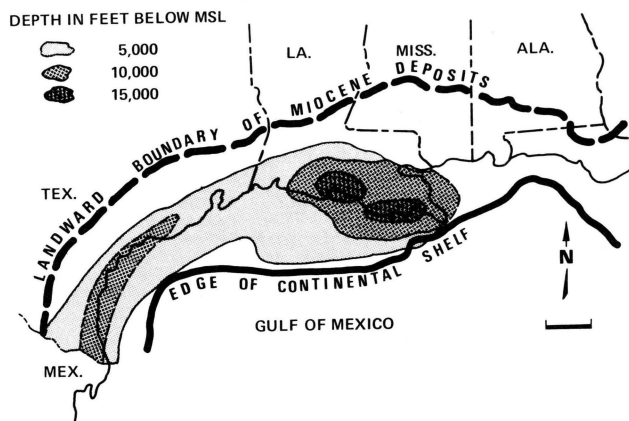 DEPTH IN FEET BELOW MSL
5,000
10,000
15,000
LA.
MISS.
ALA.
LANDWARD BOUNDARY OF MIOCENE DEPOSITS
TEX.
EDGE OF CONTINENTAL SHELF
N
GULF OF MEXICO
MEX.